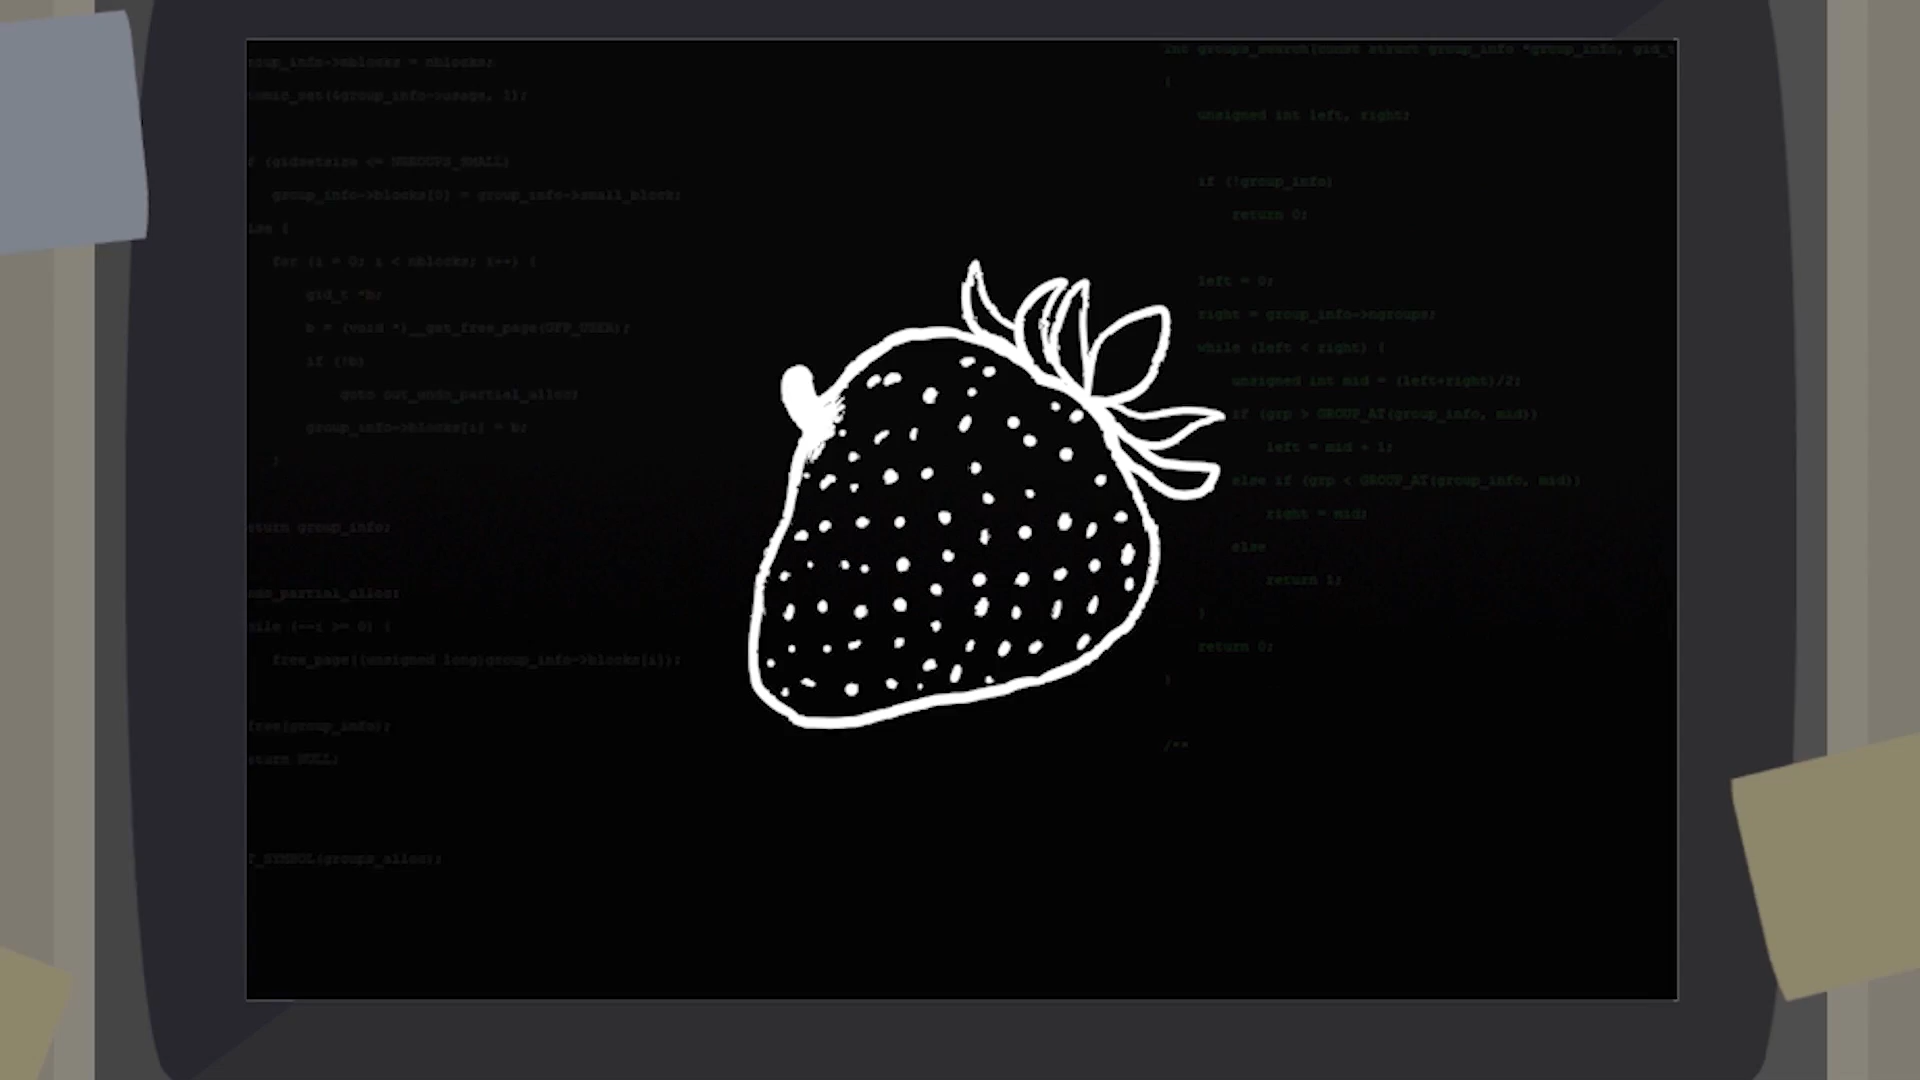 group_info->nblocks = nblocks;
atomic_set(&group_info->usage, 1);
if (gidsetsize <= NGROUPS_SMALL)
group_info->blocks[0] = group_info->small_block;
else {
for (i = 0; i < nblocks; i++) {
gid_t *b;
b = (void *)__get_free_page(GFP_USER);
if (!b)
goto out_undo_partial_alloc;
group_info->blocks[i] = b;
}
return group_info;
undo_partial_alloc:
while (--i >= 0) {
free_page((unsigned long)group_info->blocks[i]);
free(group_info);
return NULL;
T_SYMBOL(groups_alloc);
int groups_search(const struct group_info *group_info, gid_t
{
unsigned int left, right;
if (!group_info)
return 0;
left = 0;
right = group_info->ngroups;
while (left < right) {
unsigned int mid = (left+right)/2;
if (grp > GROUP_AT(group_info, mid))
left = mid + 1;
else if (grp < GROUP_AT(group_info, mid))
right = mid;
else
return 1;
}
return 0;
}
/**